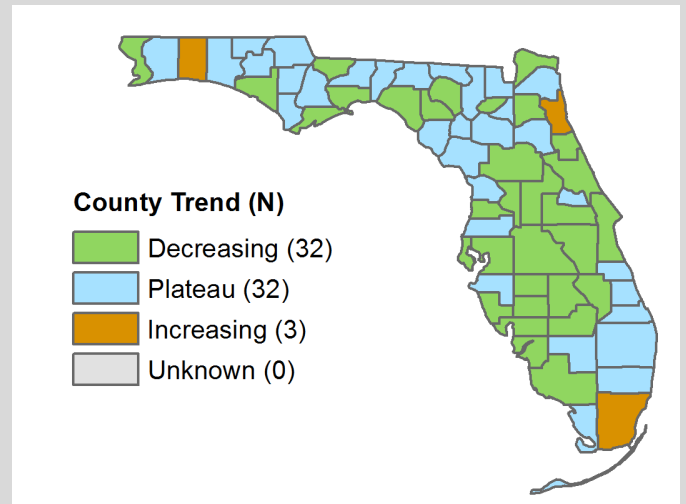 County Trend (N)
Decreasing (32)
Plateau (32)
Increasing (3)
Unknown (0)